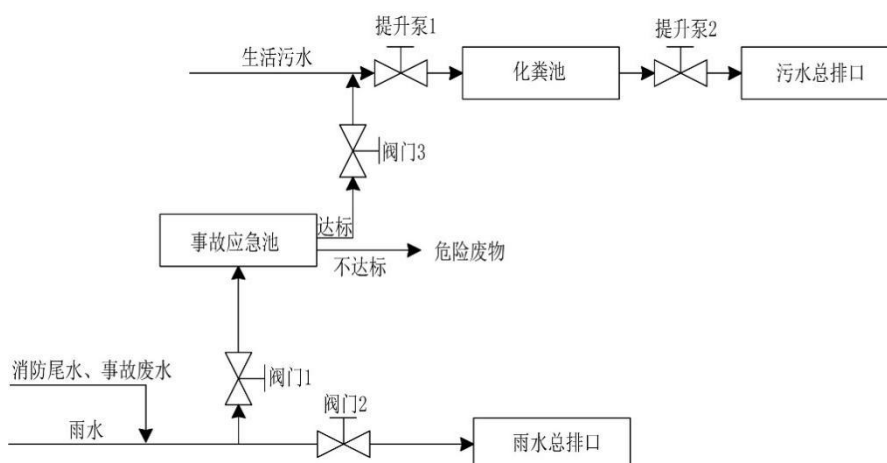 提升泵1
提升泵2
生活污水
化粪池
污水总排口
阀门3
达标
事故应急池
不达标
危险废物
消防尾水、事故废水
阀门1
阀门2
雨水
雨水总排口